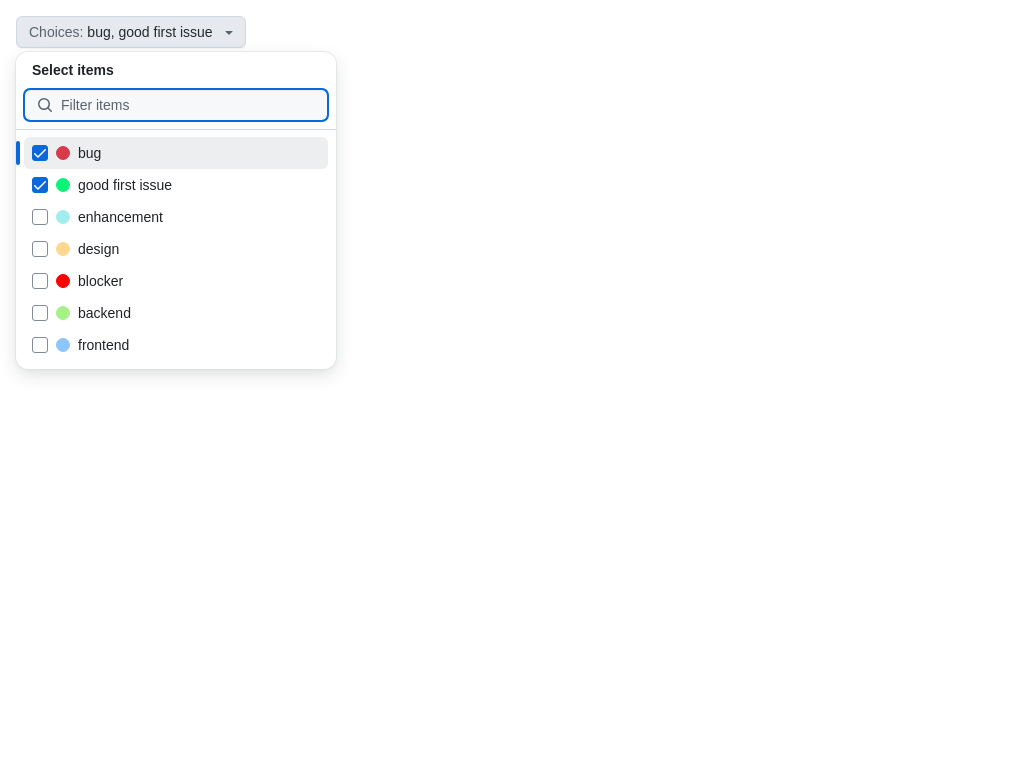 Choices: bug, good first issue
Select items
Filter items
bug
good first issue
enhancement
design
blocker
backend
frontend